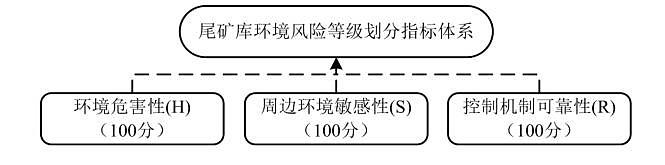 尾矿库环境风险等级划分指标体系
环境危害性(H)
（100分）
周边环境敏感性(S)
（100分）
控制机制可靠性(R)
（100分）